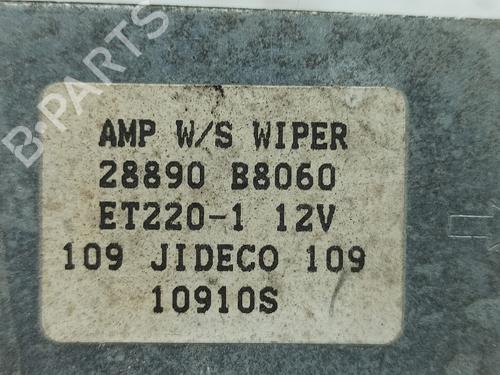 B-PARTS
AMP W/S WIPER
28890 B8060
ET220-1 12V
109 JIDECO 109
10910S